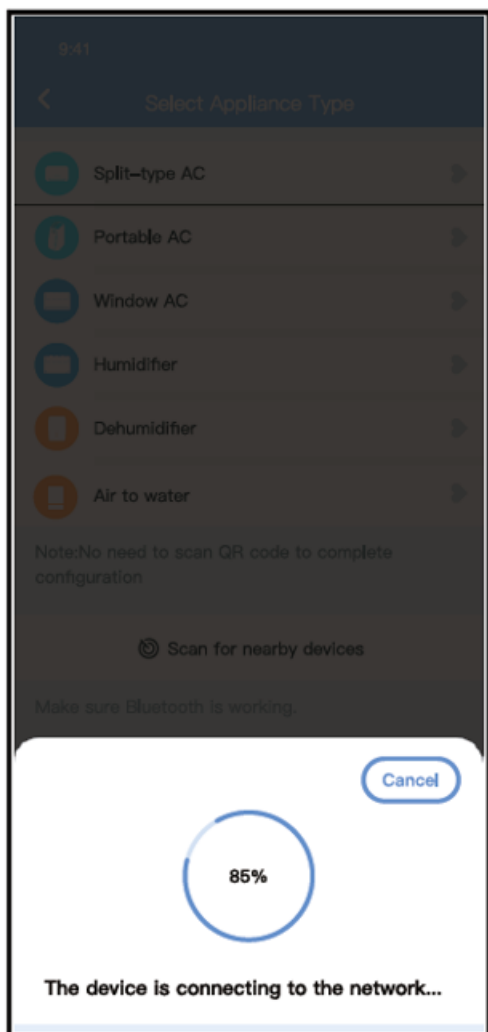 9:41
Select Appliance Type
Split-type AC
Portable AC
Window AC
Humidifier
Dehumidifier
Air to water
Note:No need to scan QR code to complete
configuration
Scan for nearby devices
Make sure Bluetooth is working.
Cancel
85%
The device is connecting to the network...